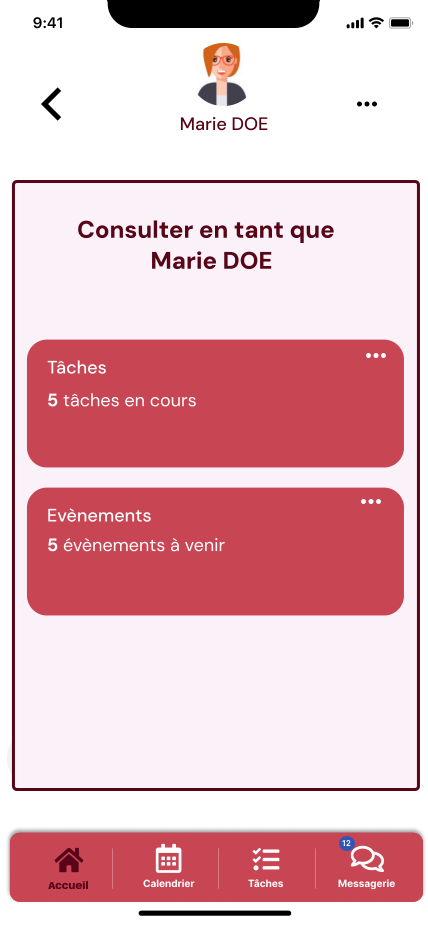 9:41
Marie DOE
Consulter en tant que
Marie DOE
Tâches
5 tâches en cours
Evènements
5 évènements à venir
12
Accueil
Calendrier
Tâches
Messagerie